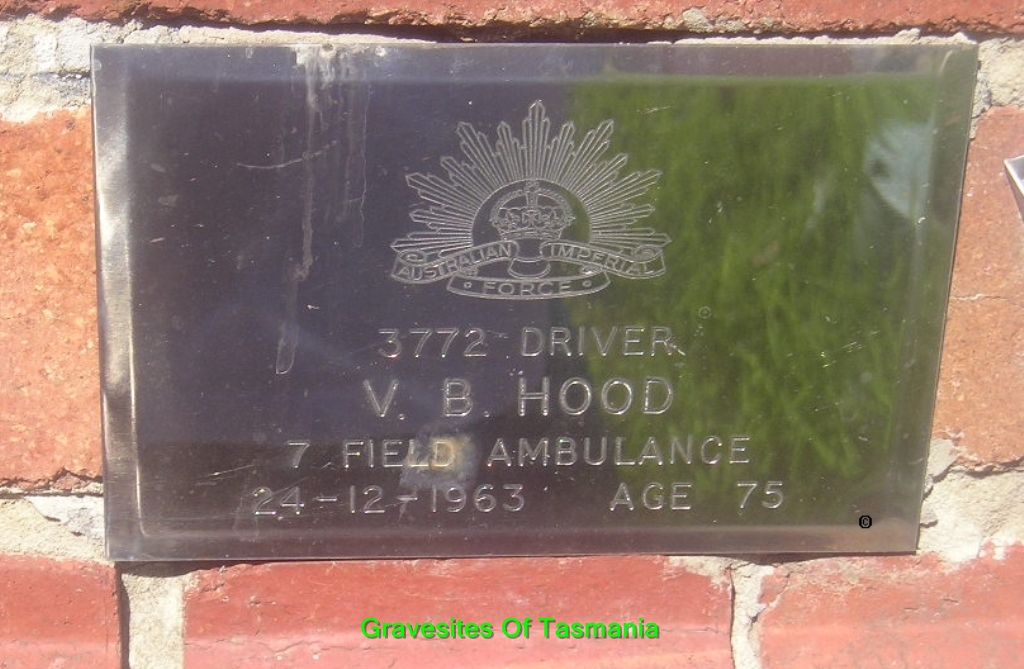 AUSTRALIAN IMPERIAL
FORCE
3772 DRIVER
V. B. HOOD
7 FIELD AMBULANCE
24-12-1963 AGE 75
©
Gravesites Of Tasmania